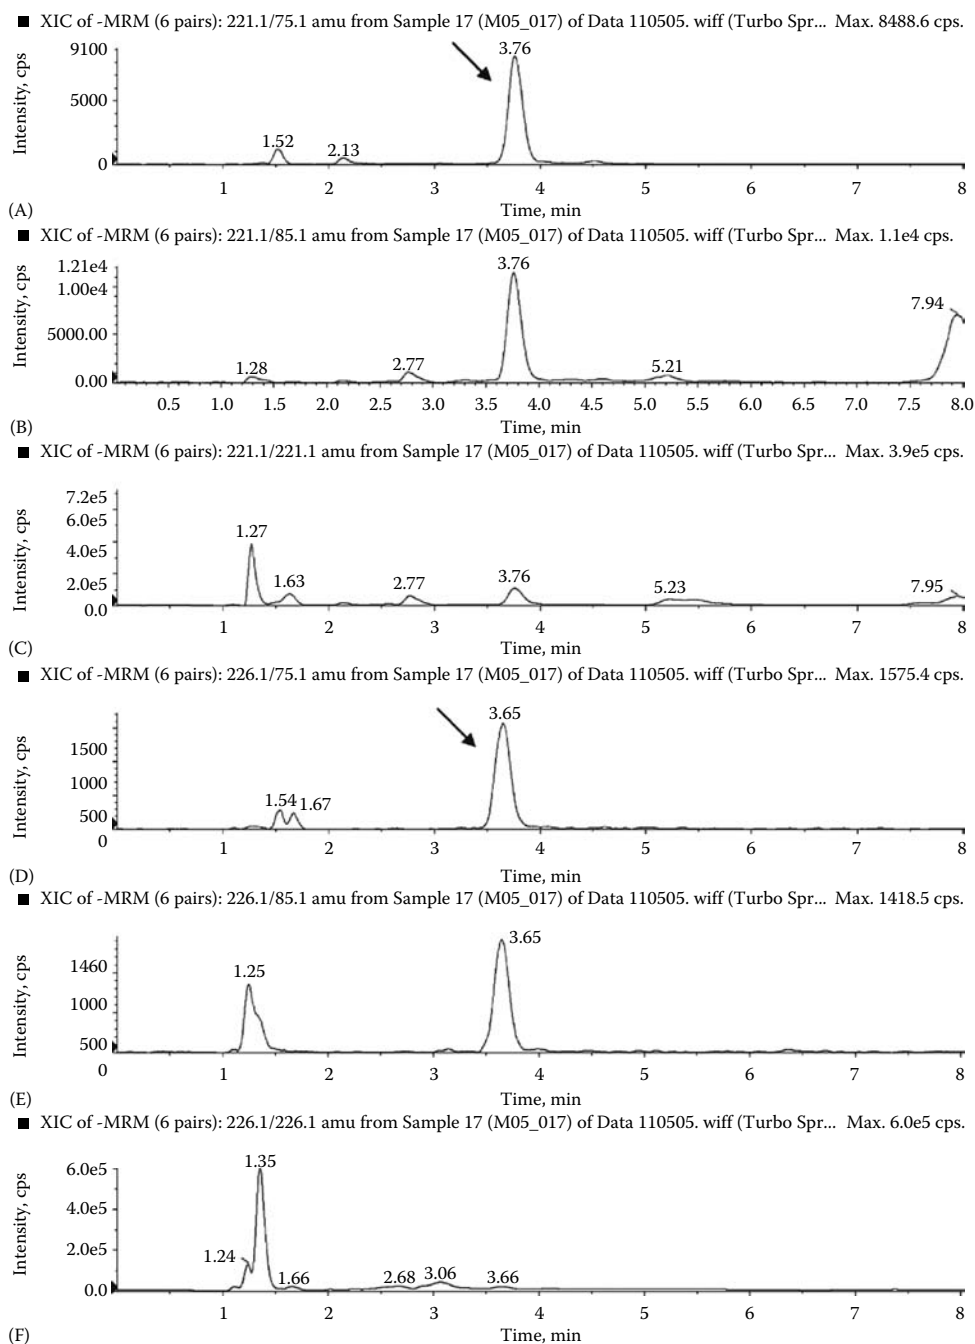 ■ XIC of -MRM (6 pairs): 221.1/75.1 amu from Sample 17 (M05_017) of Data 110505. wiff (Turbo Spr... Max. 8488.6 cps.
9100
5000
0
Intensity, cps
1.52
2.13
3.76
1 2 3 4 5 6 7 8
Time, min
(A)
■ XIC of -MRM (6 pairs): 221.1/85.1 amu from Sample 17 (M05_017) of Data 110505. wiff (Turbo Spr... Max. 1.1e4 cps.
1.21e4
1.00e4
5000.00
0.00
Intensity, cps
1.28
2.77
3.76
5.21
7.94
0.5 1.0 1.5 2.0 2.5 3.0 3.5 4.0 4.5 5.0 5.5 6.0 6.5 7.0 7.5 8.0
Time, min
(B)
■ XIC of -MRM (6 pairs): 221.1/221.1 amu from Sample 17 (M05_017) of Data 110505. wiff (Turbo Spr... Max. 3.9e5 cps.
7.2e5
6.0e5
4.0e5
2.0e5
0.0
Intensity, cps
1.27
1.63
2.77
3.76
5.23
7.95
1 2 3 4 5 6 7 8
Time, min
(C)
■ XIC of -MRM (6 pairs): 226.1/75.1 amu from Sample 17 (M05_017) of Data 110505. wiff (Turbo Spr... Max. 1575.4 cps.
1500
1000
500
0
Intensity, cps
1.54
1.67
3.65
1 2 3 4 5 6 7 8
Time, min
(D)
■ XIC of -MRM (6 pairs): 226.1/85.1 amu from Sample 17 (M05_017) of Data 110505. wiff (Turbo Spr... Max. 1418.5 cps.
1460
1000
500
0
Intensity, cps
1.25
3.65
1 2 3 4 5 6 7 8
Time, min
(E)
■ XIC of -MRM (6 pairs): 226.1/226.1 amu from Sample 17 (M05_017) of Data 110505. wiff (Turbo Spr... Max. 6.0e5 cps.
6.0e5
4.0e5
2.0e5
0.0
Intensity, cps
1.24
1.35
1.66
2.68
3.06
3.66
1 2 3 4 5 6 7 8
Time, min
(F)